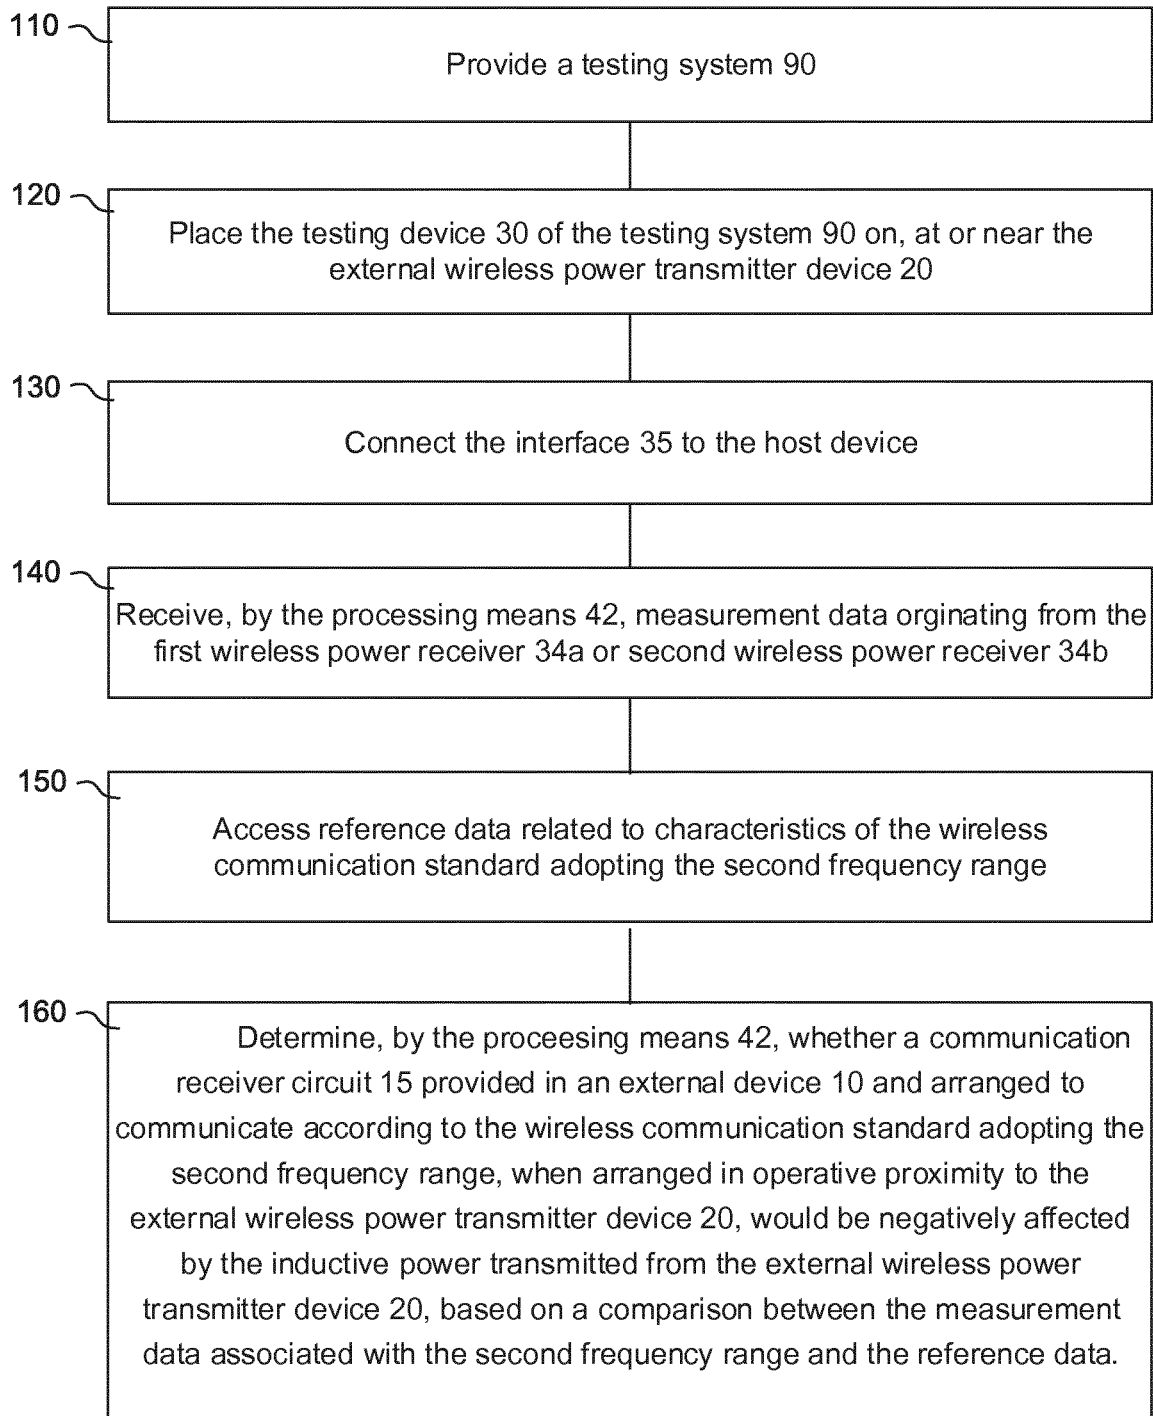 110
Provide a testing system 90
120
Place the testing device 30 of the testing system 90 on, at or near the
external wireless power transmitter device 20
130
Connect the interface 35 to the host device
140
Receive, by the processing means 42, measurement data orginating from the
first wireless power receiver 34a or second wireless power receiver 34b
150
Access reference data related to characteristics of the wireless
communication standard adopting the second frequency range
160
Determine, by the proceesing means 42, whether a communication
receiver circuit 15 provided in an external device 10 and arranged to
communicate according to the wireless communication standard adopting the
second frequency range, when arranged in operative proximity to the
external wireless power transmitter device 20, would be negatively affected
by the inductive power transmitted from the external wireless power
transmitter device 20, based on a comparison between the measurement
data associated with the second frequency range and the reference data.